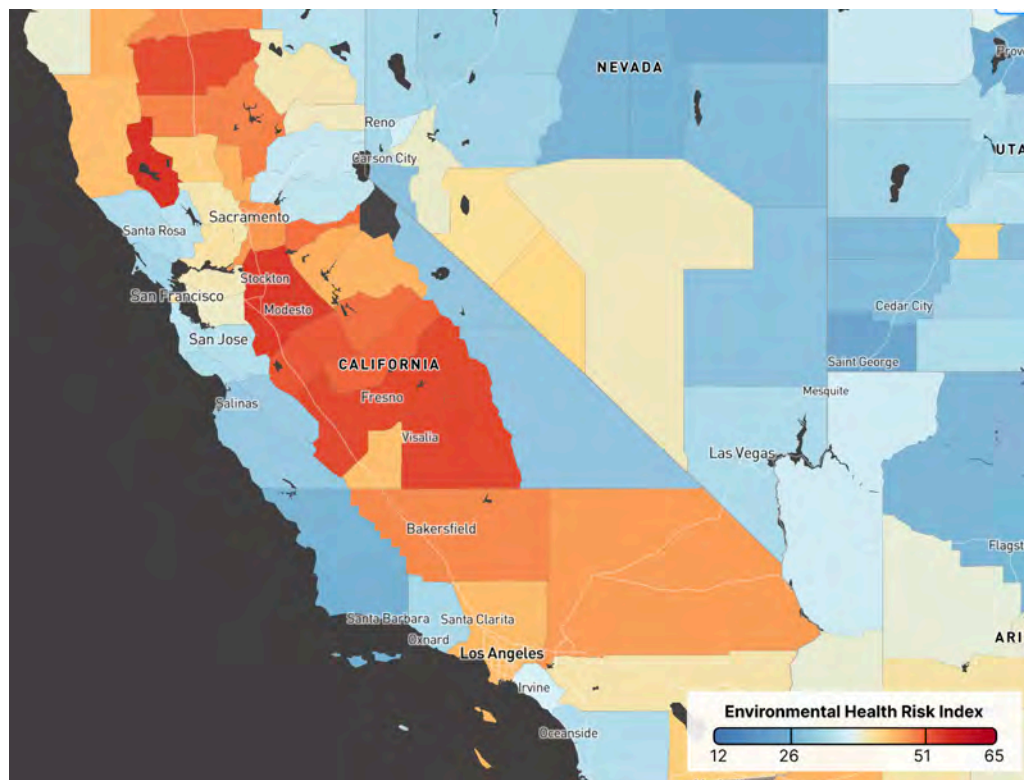 NEVADA
Reno
Carson City
Sacramento
Santa Rosa
Stockton
San Francisco
Modesto
San Jose
CALIFORNIA
Fresno
Salinas
Visalia
Cedar City
Saint George
Mesquite
Las Vegas
Bakersfield
Santa Barbara
Santa Clarita
Oxnard
Los Angeles
Irvine
Oceanside
Prov
UTA
Flagst
ARI
Environmental Health Risk Index
12 26 51 65